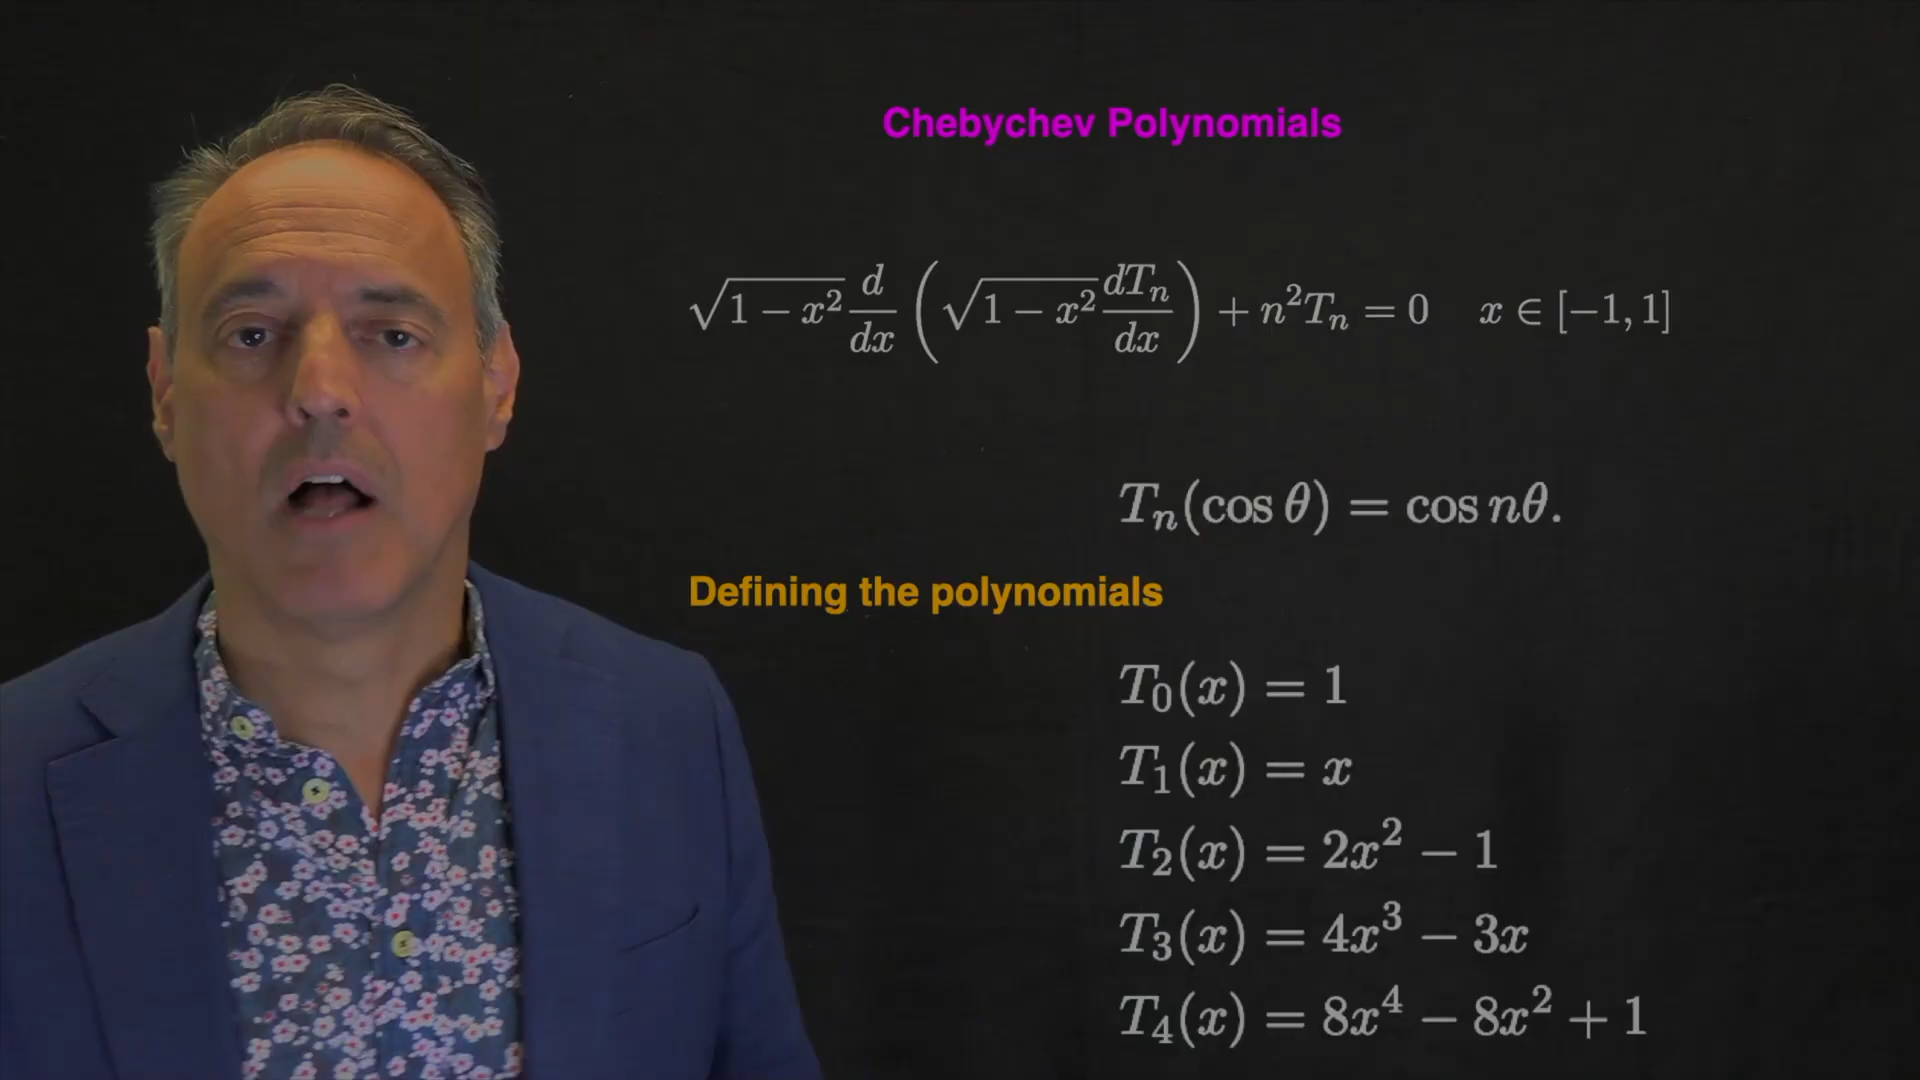 Chebychev Polynomials
√(1 − x²) d/dx (√(1 − x²) dTₙ/dx) + n²Tₙ = 0 x ∈ [−1, 1]
Tₙ(cos θ) = cos nθ.
Defining the polynomials
T₀(x) = 1
T₁(x) = x
T₂(x) = 2x² − 1
T₃(x) = 4x³ − 3x
T₄(x) = 8x⁴ − 8x² + 1